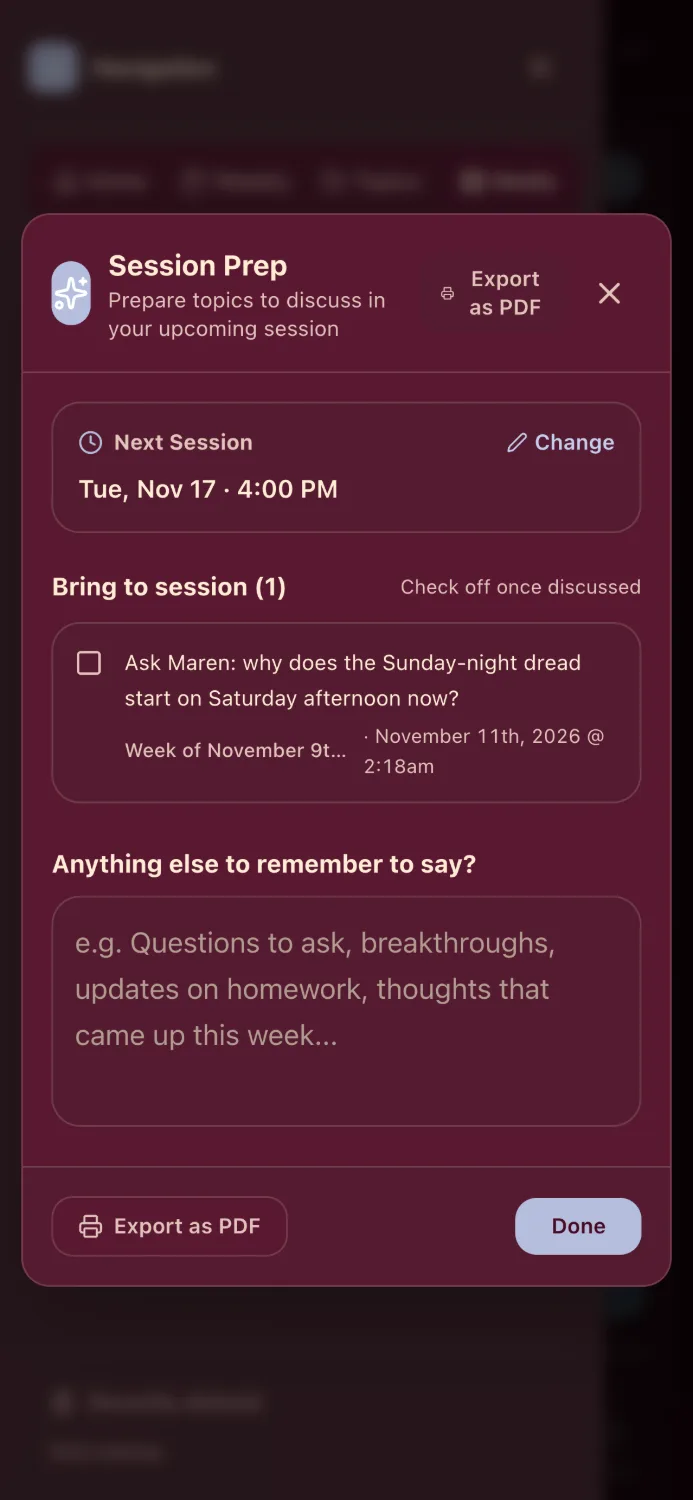 Session Prep
Prepare topics to discuss in
your upcoming session
Export
as PDF
Next Session
Change
Tue, Nov 17 · 4:00 PM
Bring to session (1)
Check off once discussed
Ask Maren: why does the Sunday-night dread
start on Saturday afternoon now?
Week of November 9t...
· November 11th, 2026 @
2:18am
Anything else to remember to say?
e.g. Questions to ask, breakthroughs,
updates on homework, thoughts that
came up this week...
Export as PDF
Done